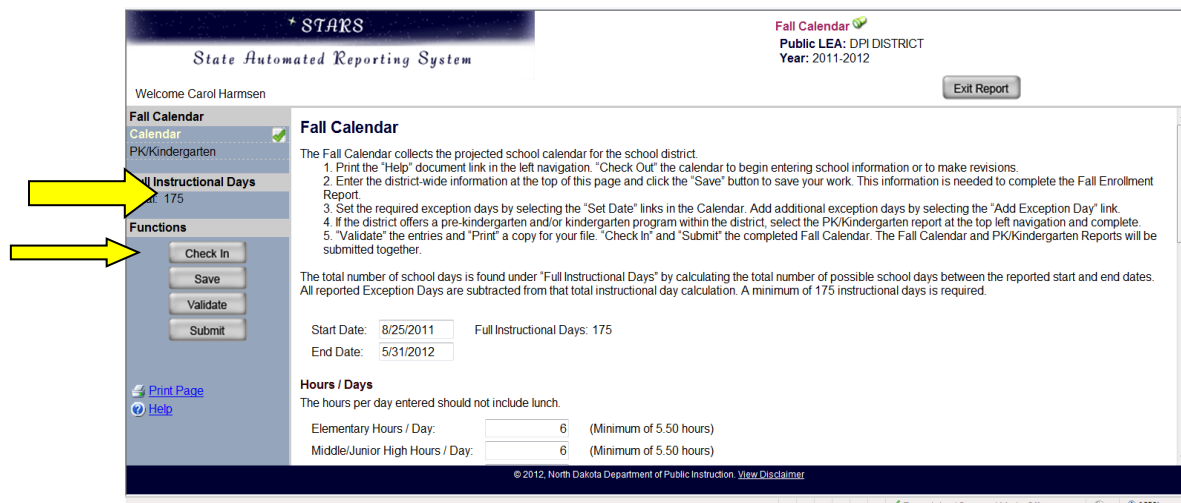 STARS
State Automated Reporting System
Fall Calendar
Public LEA: DPI DISTRICT
Year: 2011-2012
Welcome Carol Harmsen
Exit Report
Fall Calendar
Calendar
PK/Kindergarten
Instructional Days
175
Functions
Check In
Save
Validate
Submit
Print Page
Help
Fall Calendar
The Fall Calendar collects the projected school calendar for the school district.
1. Print the "Help" document link in the left navigation. "Check Out" the calendar to begin entering school information or to make revisions.
2. Enter the district-wide information at the top of this page and click the "Save" button to save your work. This information is needed to complete the Fall Enrollment
Report.
3. Set the required exception days by selecting the "Set Date" links in the Calendar. Add additional exception days by selecting the "Add Exception Day" link.
4. If the district offers a pre-kindergarten and/or kindergarten program within the district, select the PK/Kindergarten report at the top left navigation and complete.
5. "Validate" the entries and "Print" a copy for your file. "Check In" and "Submit" the completed Fall Calendar. The Fall Calendar and PK/Kindergarten Reports will be
submitted together.
The total number of school days is found under "Full Instructional Days" by calculating the total number of possible school days between the reported start and end dates.
All reported Exception Days are subtracted from that total instructional day calculation. A minimum of 175 instructional days is required.
Start Date: 8/25/2011 Full Instructional Days: 175
End Date: 5/31/2012
Hours / Days
The hours per day entered should not include lunch.
Elementary Hours / Day: 6 (Minimum of 5.50 hours)
Middle/Junior High Hours / Day: 6 (Minimum of 5.50 hours)
© 2012, North Dakota Department of Public Instruction. View Disclaimer